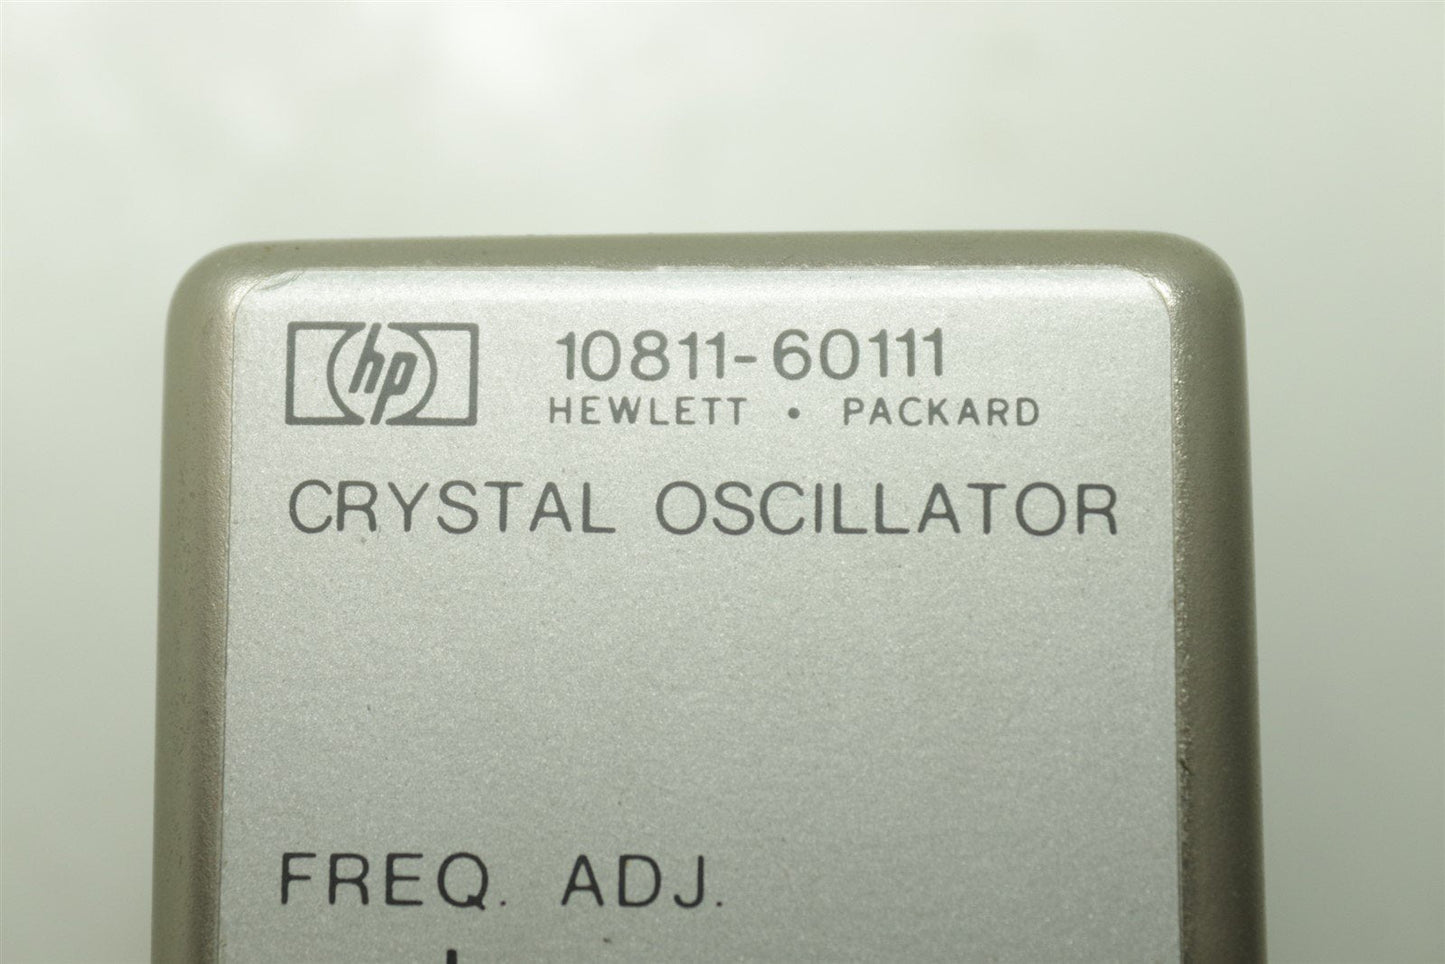 hp 10811-60111
HEWLETT • PACKARD
CRYSTAL OSCILLATOR
FREQ. ADJ.